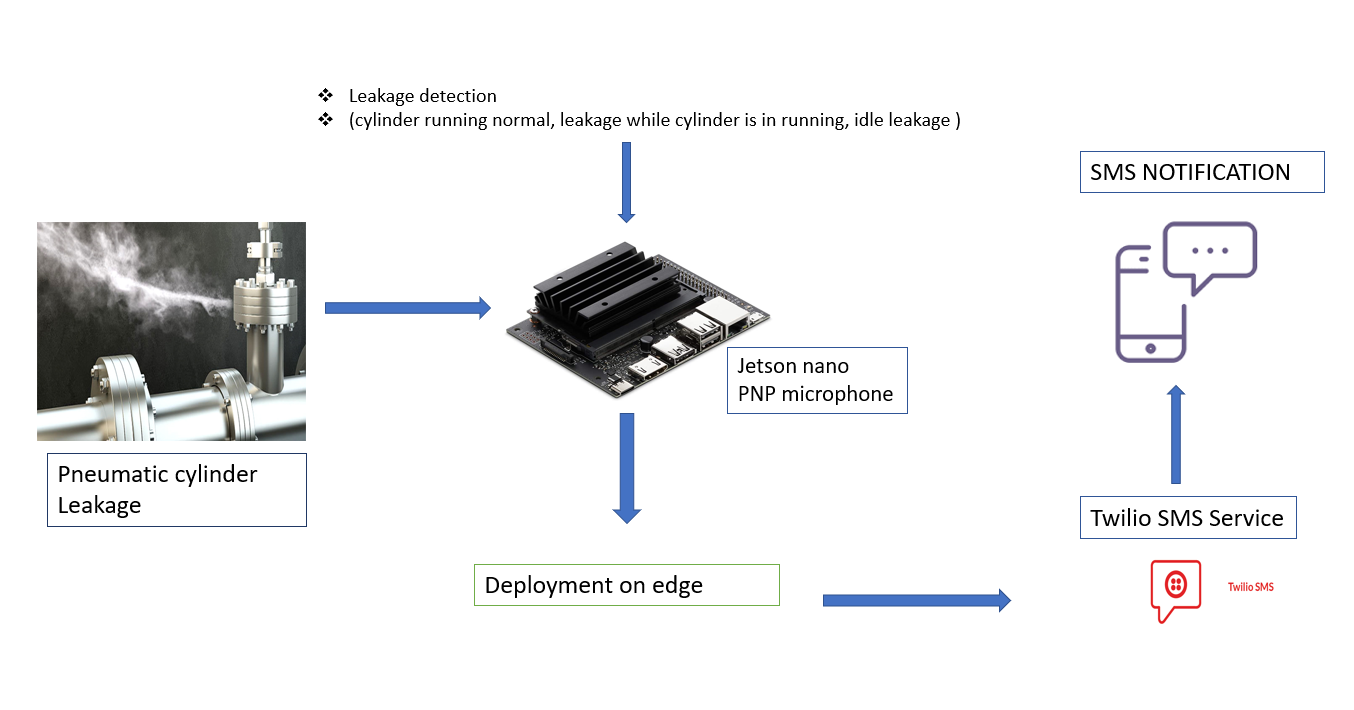 ❖ Leakage detection
❖ (cylinder running normal, leakage while cylinder is in running, idle leakage )
SMS NOTIFICATION
Jetson nano
PNP microphone
Pneumatic cylinder
Leakage
Twilio SMS Service
Deployment on edge
Twilio SMS